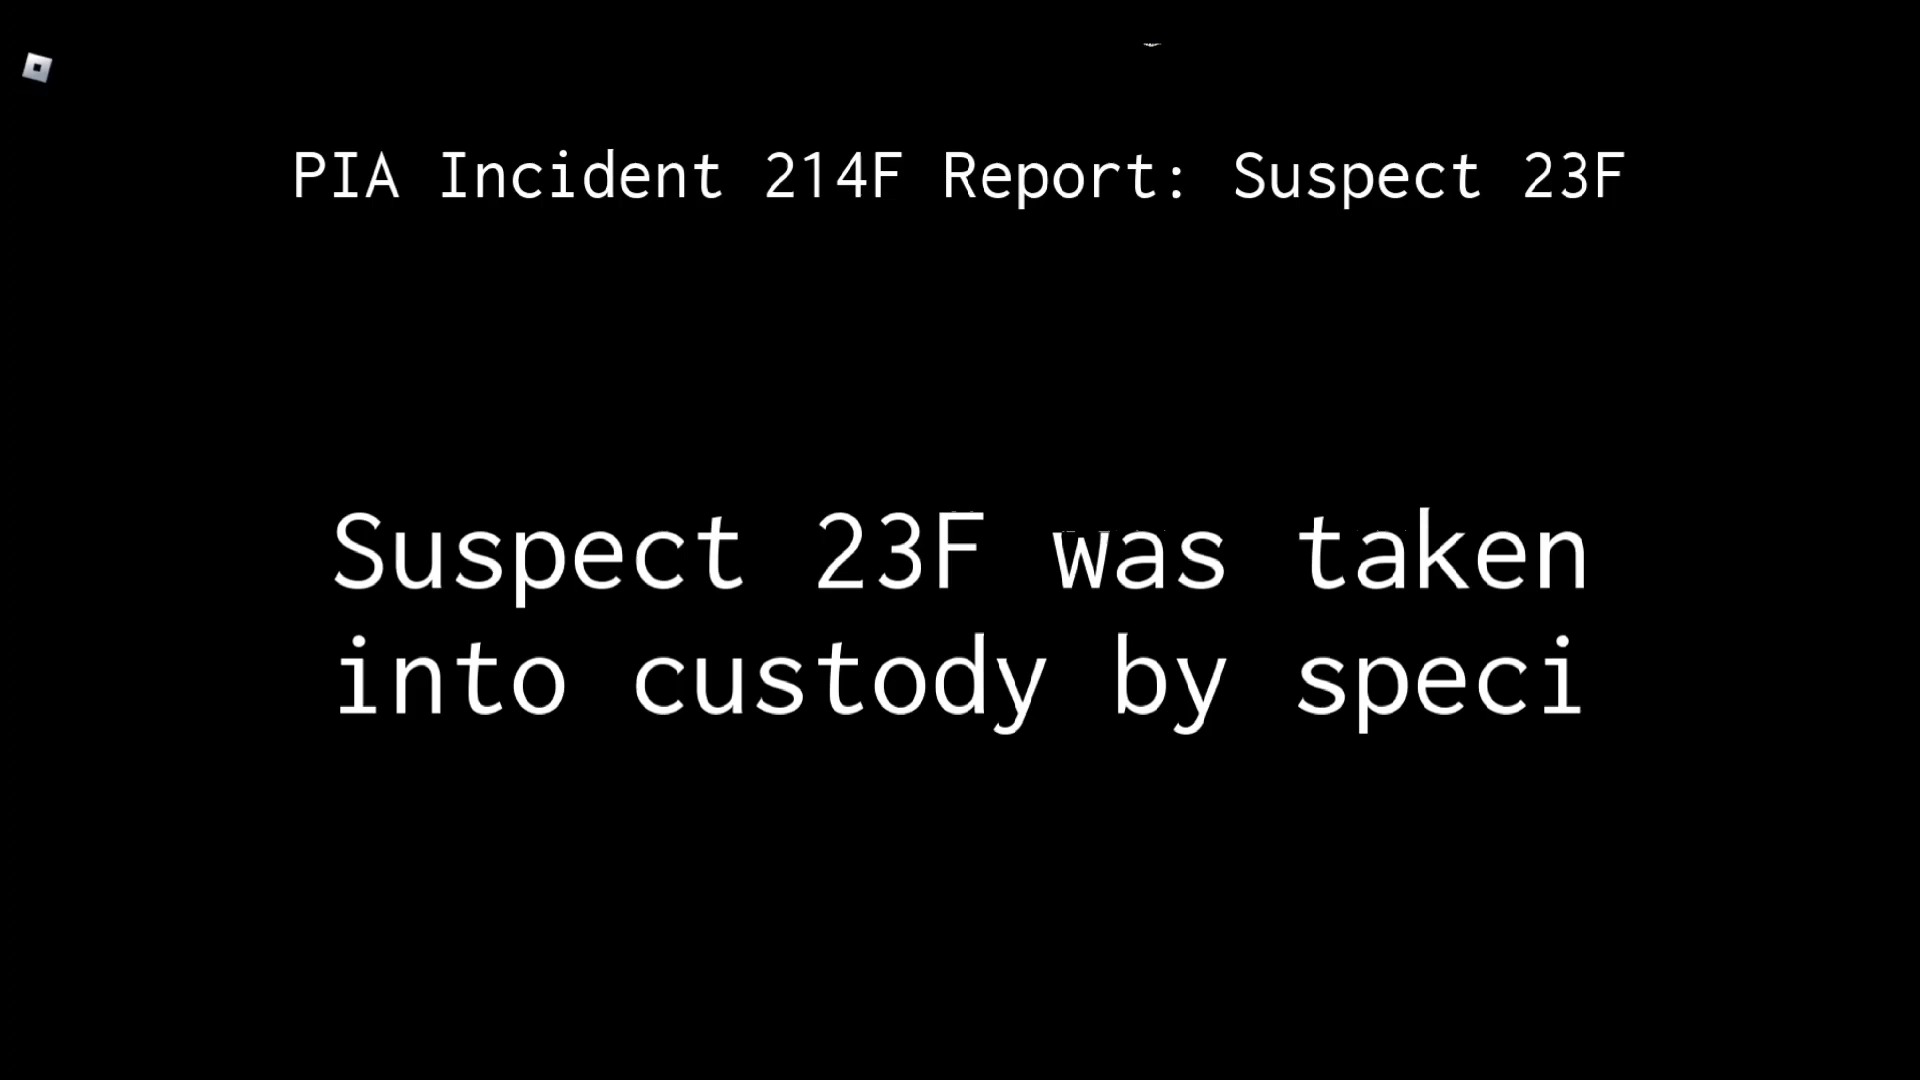 PIA Incident 214F Report: Suspect 23F
Suspect 23F was taken
into custody by speci